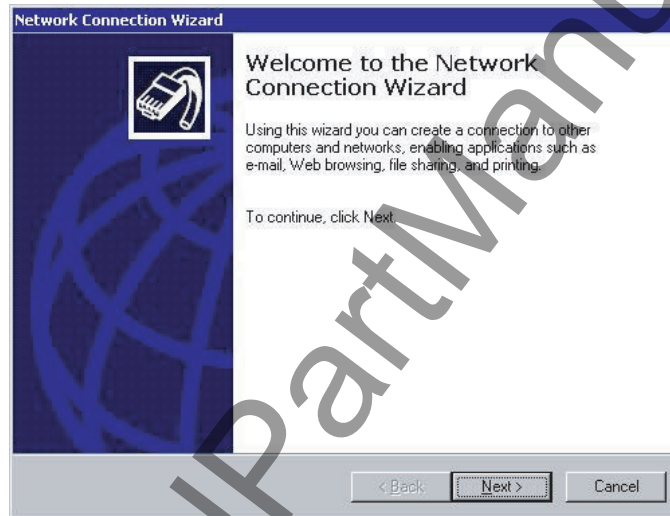 Network Connection Wizard
Welcome to the Network
Connection Wizard
Using this wizard you can create a connection to other
computers and networks, enabling applications such as
e-mail, Web browsing, file sharing, and printing.
To continue, click Next.
< Back
Next >
Cancel